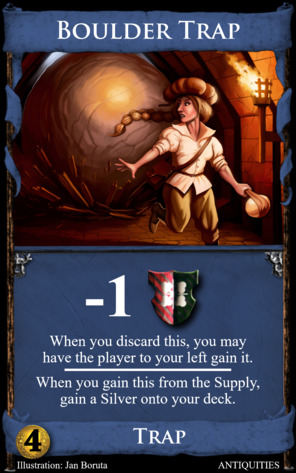 BOULDER TRAP
-1
When you discard this, you may
have the player to your left gain it.
When you gain this from the Supply,
gain a Silver onto your deck.
4
TRAP
Illustration: Jan Boruta
ANTIQUITIES